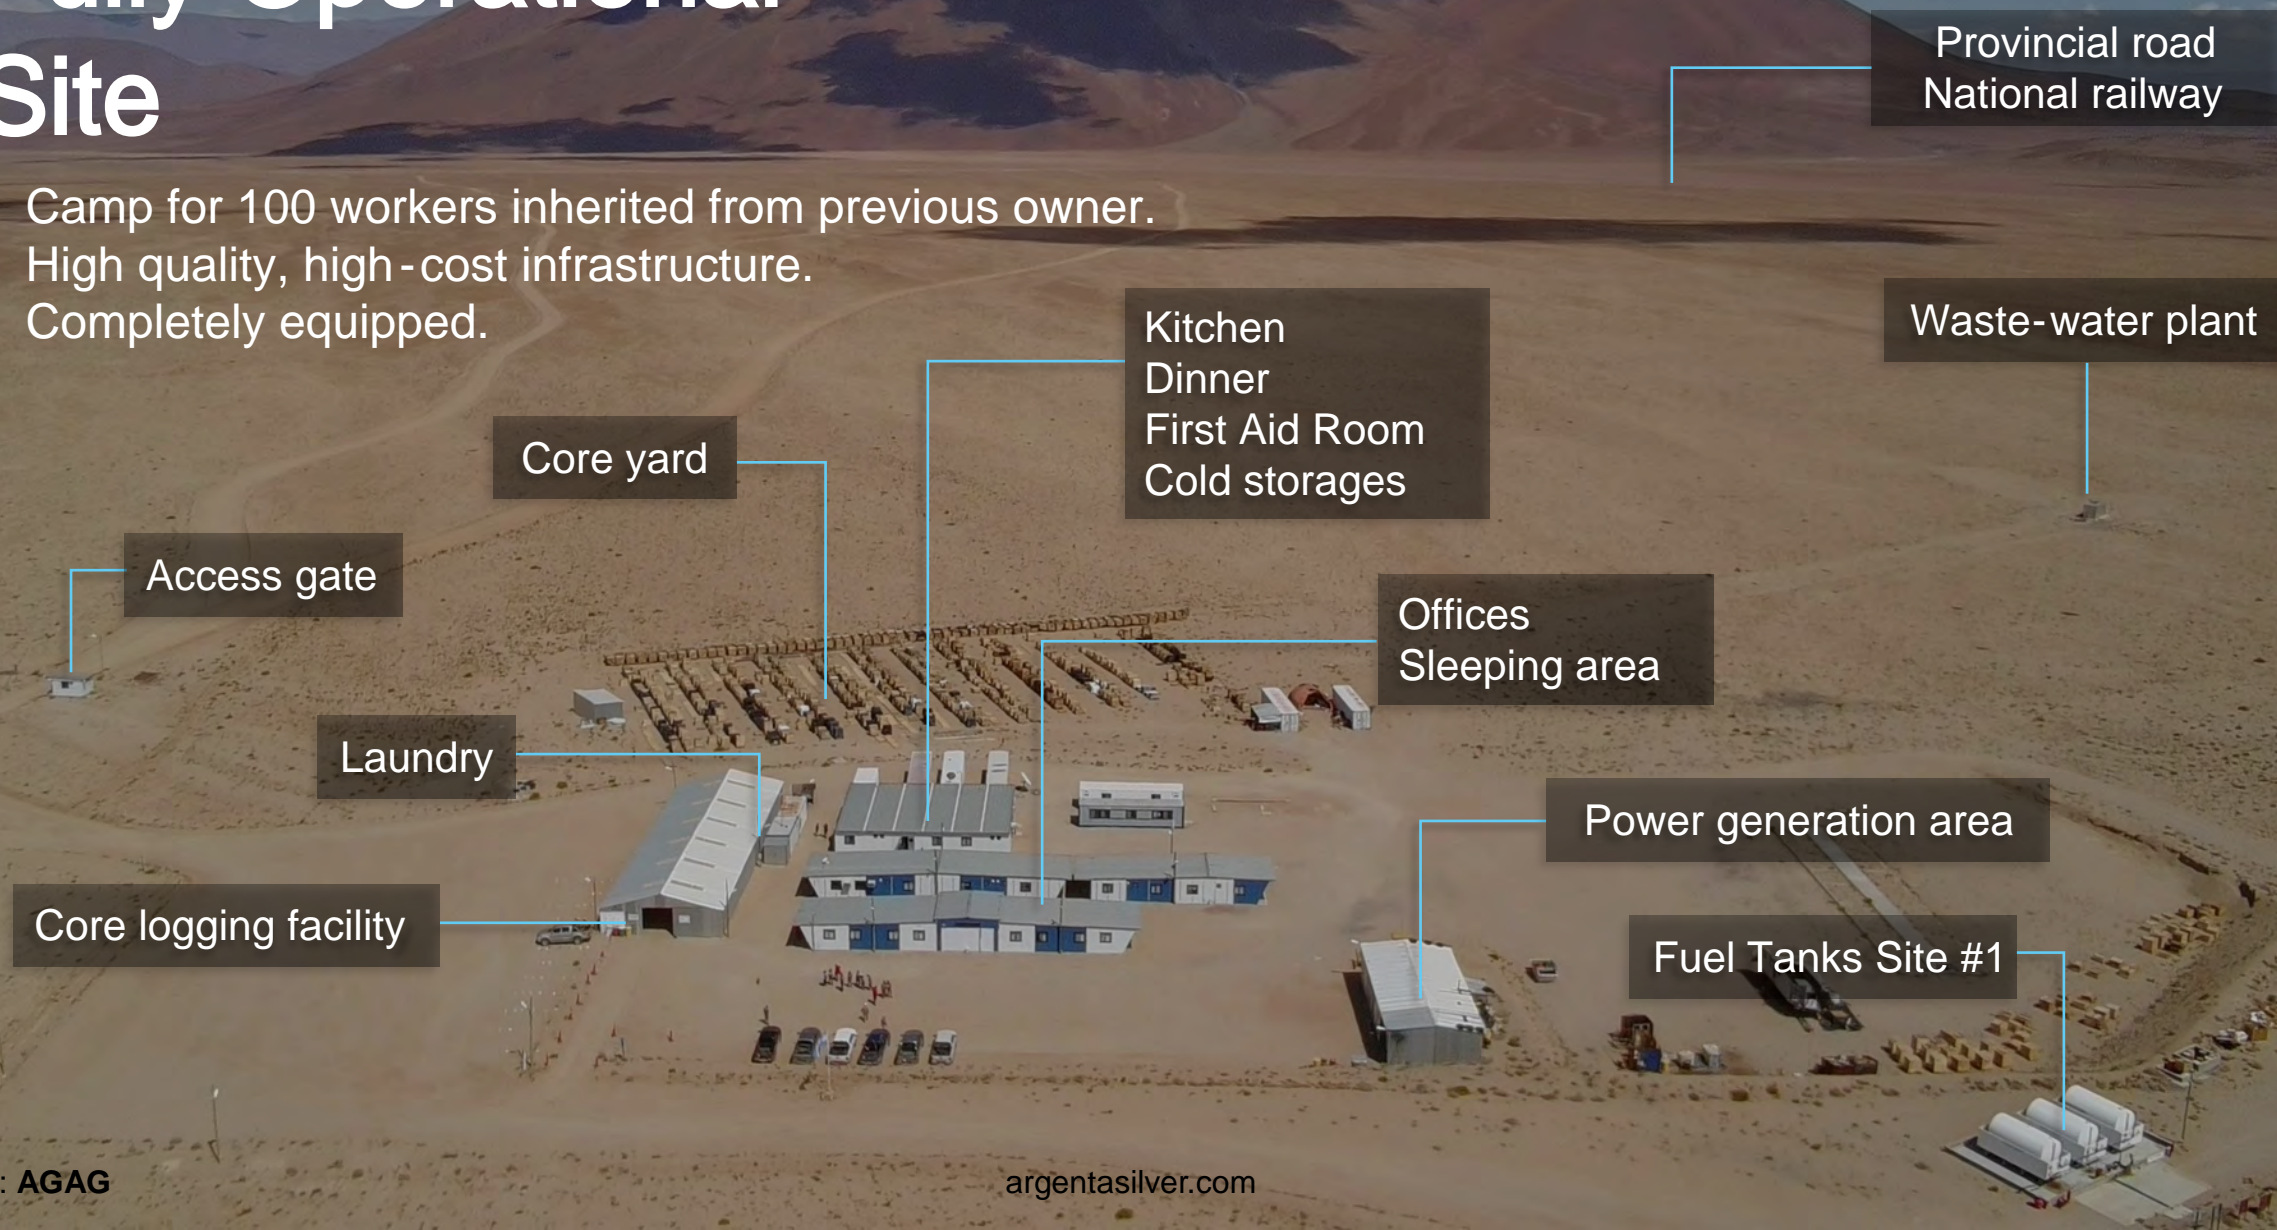 Operational
Site
Camp for 100 workers inherited from previous owner.
High quality, high-cost infrastructure.
Completely equipped.
Provincial road
National railway
Waste-water plant
Kitchen
Dinner
First Aid Room
Cold storages
Core yard
Access gate
Offices
Sleeping area
Laundry
Power generation area
Core logging facility
Fuel Tanks Site #1
: AGAG
argentasilver.com